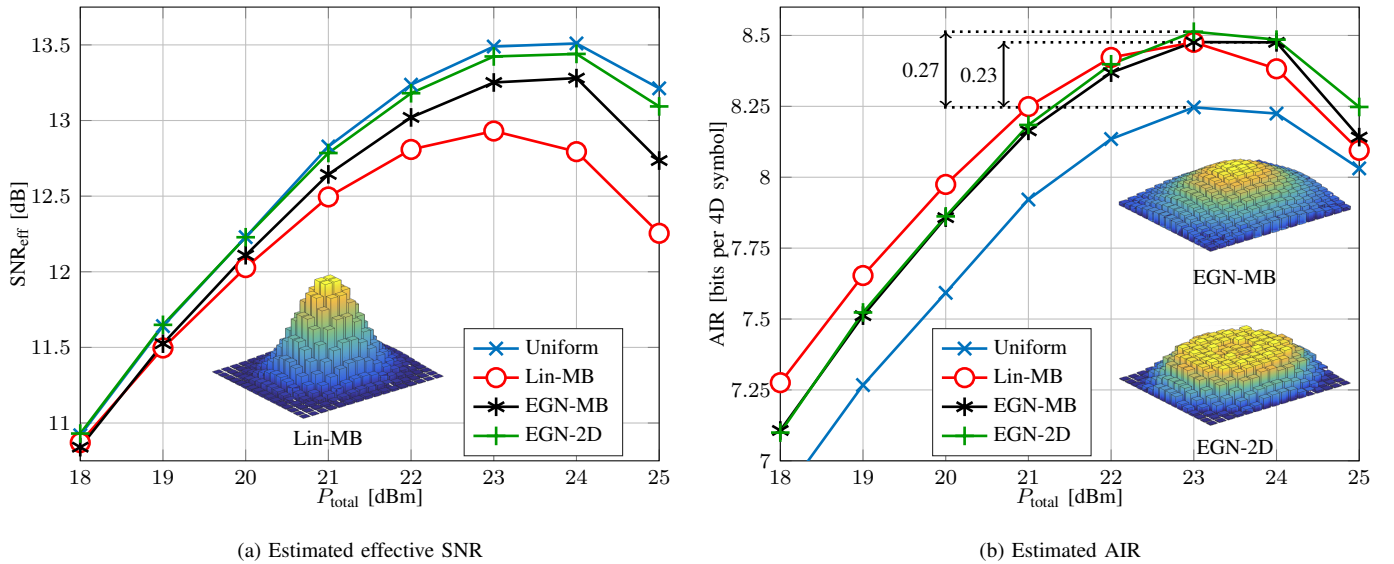 13.5
13
12.5
12
11.5
11
SNR_eff [dB]
18 19 20 21 22 23 24 25
P_total [dBm]
Lin-MB
Uniform
Lin-MB
EGN-MB
EGN-2D
(a) Estimated effective SNR
8.5
8.25
8
7.75
7.5
7.25
7
AIR [bits per 4D symbol]
0.27
0.23
EGN-MB
EGN-2D
Uniform
Lin-MB
EGN-MB
EGN-2D
18 19 20 21 22 23 24 25
P_total [dBm]
(b) Estimated AIR